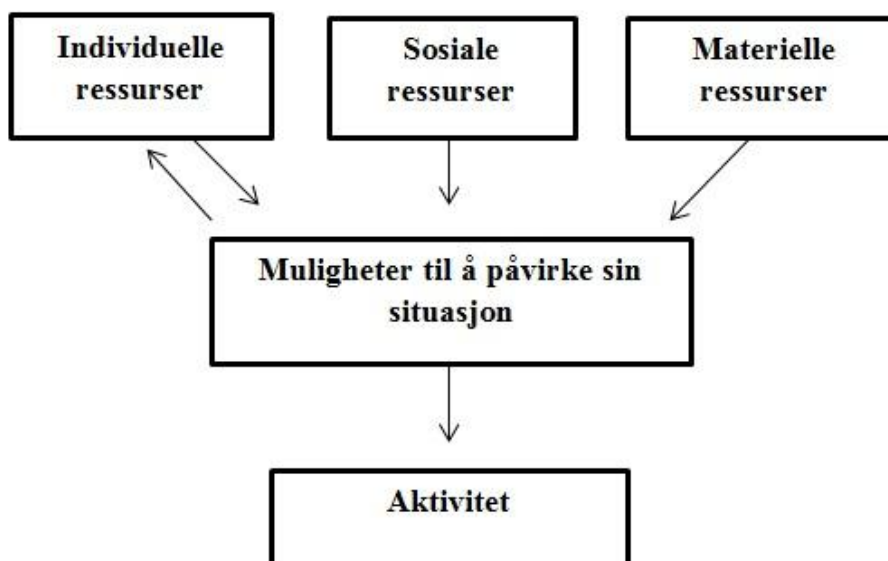 Individuelle
ressurser
Sosiale
ressurser
Materielle
ressurser
Muligheter til å påvirke sin
situasjon
Aktivitet